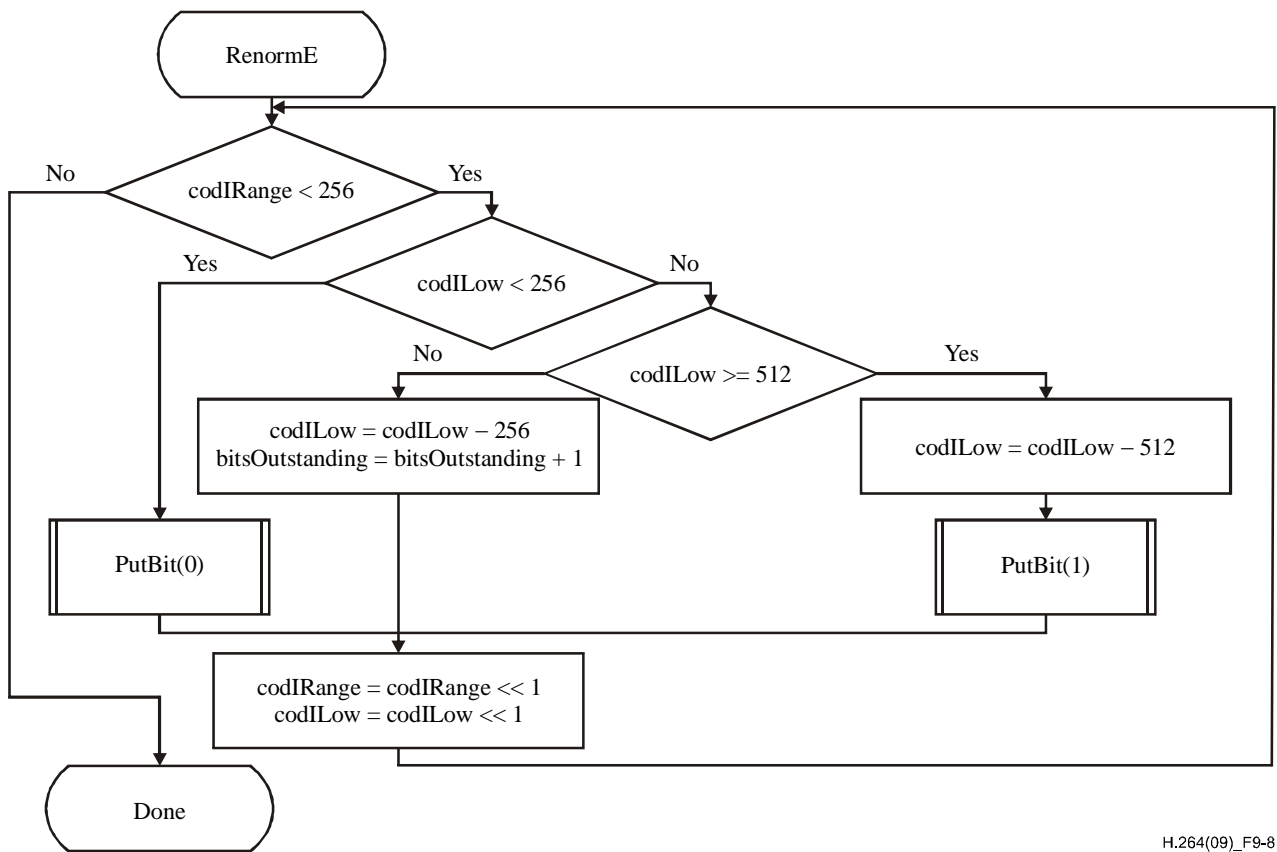 RenormE
No
codIRange < 256
Yes
Yes
codILow < 256
No
No
codILow >= 512
Yes
codILow = codILow − 256
bitsOutstanding = bitsOutstanding + 1
codILow = codILow − 512
PutBit(0)
PutBit(1)
codIRange = codIRange << 1
codILow = codILow << 1
Done
H.264(09)_F9-8